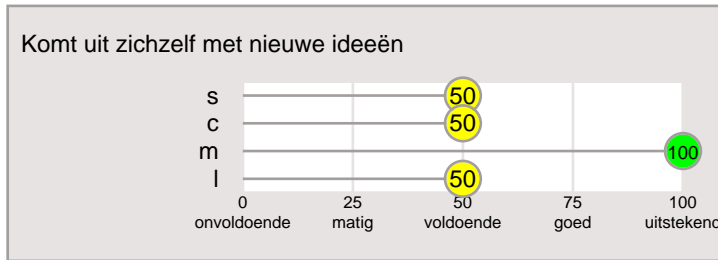 Komt uit zichzelf met nieuwe ideeën
s 50
c 50
m 100
l 50
0 25 50 75 100
onvoldoende matig voldoende goed uitstekend